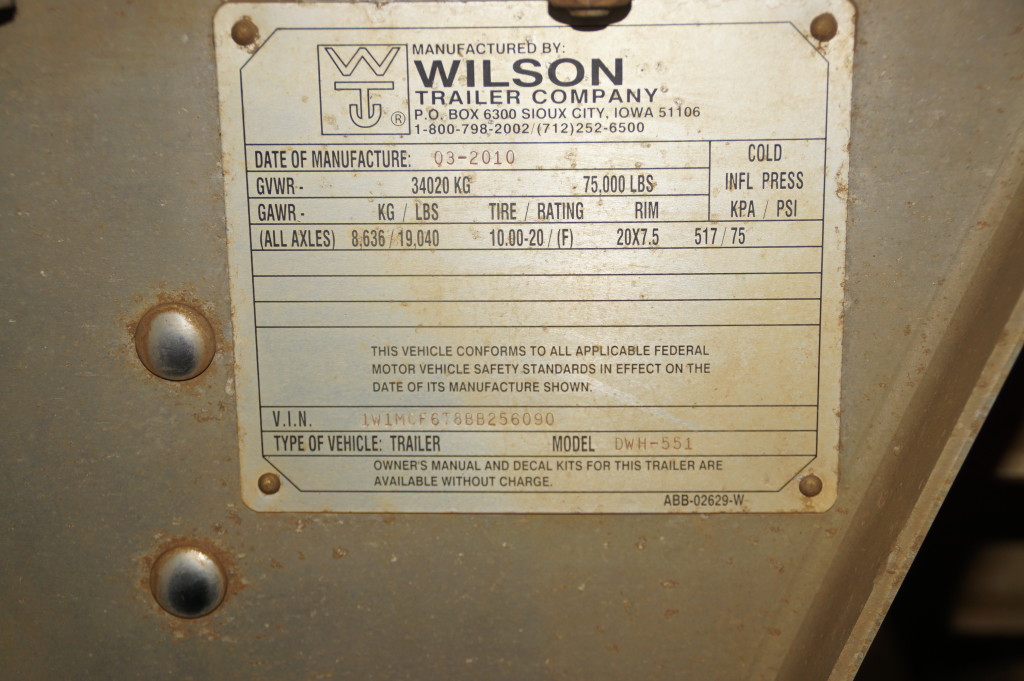 WT ®
MANUFACTURED BY:
WILSON
TRAILER COMPANY
P.O. BOX 6300 SIOUX CITY, IOWA 51106
1-800-798-2002/(712)252-6500
DATE OF MANUFACTURE: 03-2010
COLD
INFL PRESS
KPA / PSI
GVWR - 34020 KG 75,000 LBS
GAWR - KG / LBS TIRE / RATING RIM
(ALL AXLES) 8,636 / 19,040 10.00-20 / (F) 20X7.5 517 / 75
THIS VEHICLE CONFORMS TO ALL APPLICABLE FEDERAL
MOTOR VEHICLE SAFETY STANDARDS IN EFFECT ON THE
DATE OF ITS MANUFACTURE SHOWN.
V.I.N.
TYPE OF VEHICLE: TRAILER MODEL DWH-551
OWNER'S MANUAL AND DECAL KITS FOR THIS TRAILER ARE
AVAILABLE WITHOUT CHARGE.
ABB-02629-W